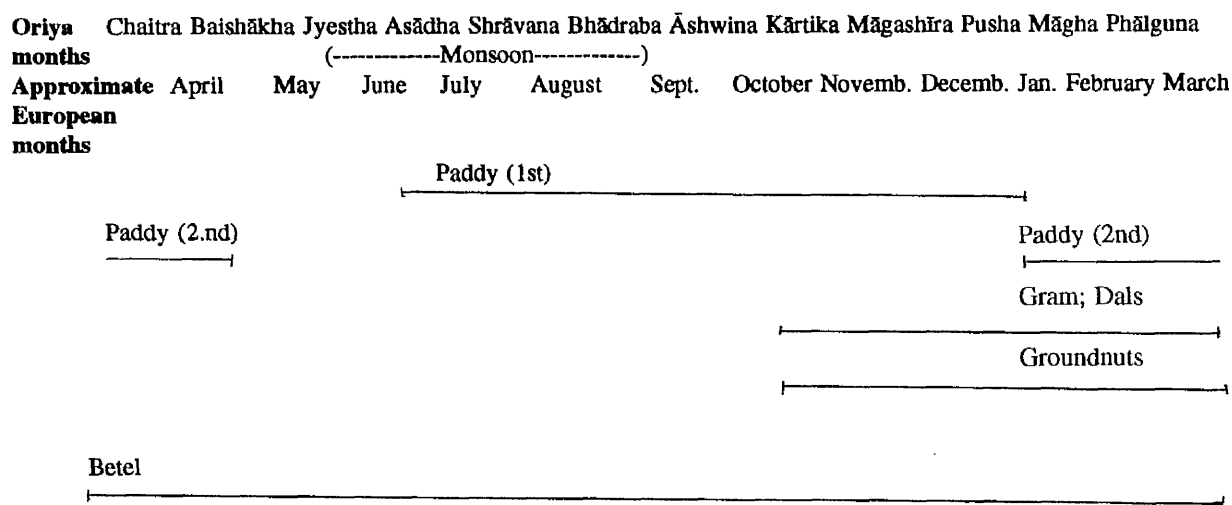 Oriya Chaitra Baishākha Jyestha Asādha Shrāvana Bhādraba Āshwina Kārtika Māgashīra Pusha Māgha Phālguna
months (-------------Monsoon-------------)
Approximate April May June July August Sept. October Novemb. Decemb. Jan. February March
European
months
Paddy (1st)
Paddy (2.nd) Paddy (2nd)
Gram; Dals
Groundnuts
Betel